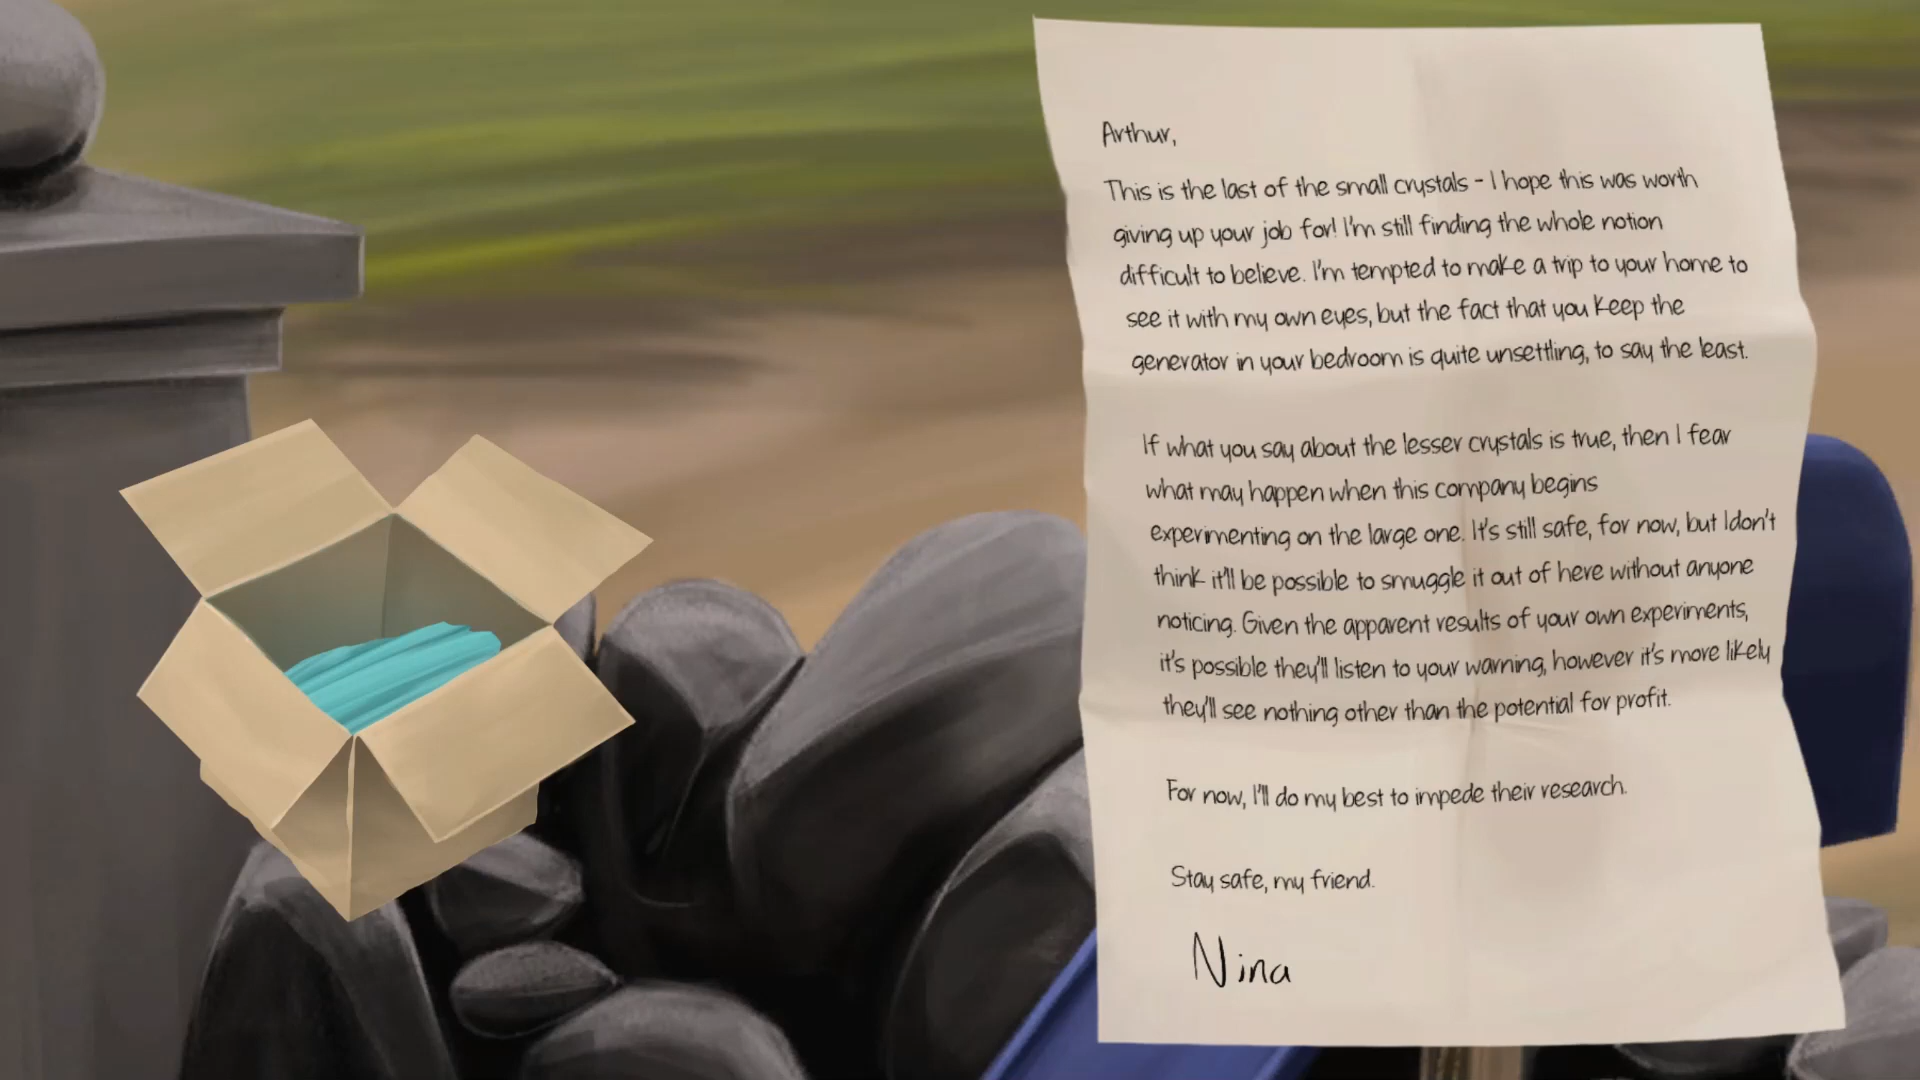 Arthur,
This is the last of the small crystals - I hope this was worth
giving up your job for! I'm still finding the whole notion
difficult to believe. I'm tempted to make a trip to your home to
see it with my own eyes, but the fact that you keep the
generator in your bedroom is quite unsettling, to say the least.
If what you say about the lesser crystals is true, then I fear
what may happen when this company begins
experimenting on the large one. It's still safe, for now, but I don't
think it'll be possible to smuggle it out of here without anyone
noticing. Given the apparent results of your own experiments,
it's possible they'll listen to your warning, however it's more likely
they'll see nothing other than the potential for profit.
For now, I'll do my best to impede their research.
Stay safe, my friend.
Nina